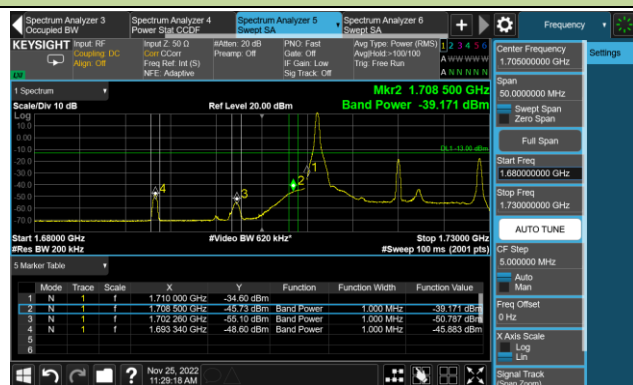 Spectrum Analyzer 3
Occupied BW
Spectrum Analyzer 4
Power Stat CCDF
Spectrum Analyzer 5
Swept SA
Spectrum Analyzer 6
Swept SA
+
Frequency
KEYSIGHT
Input: RF
Coupling: DC
Align: Off
Input Z: 50 Ω
Corr CCorr
Freq Ref: Int (S)
NFE: Adaptive
#Atten: 20 dB
Preamp: Off
PNO: Fast
Gate: Off
IF Gain: Low
Sig Track: Off
Avg Type: Power (RMS)
Avg|Hold:>100/100
Trig: Free Run
1 2 3 4 5 6
A W W W W W
A N N N N N
LXI
1 Spectrum
Scale/Div 10 dB
Ref Level 20.00 dBm
Mkr2 1.708 500 GHz
Band Power -39.171 dBm
Log
10.0
0.00
-10.0
-20.0
-30.0
-40.0
-50.0
-60.0
-70.0
DL1 -13.00 dBm
1
2
3
4
Start 1.68000 GHz
#Res BW 200 kHz
#Video BW 620 kHz*
Stop 1.73000 GHz
#Sweep 100 ms (2001 pts)
5 Marker Table
Mode Trace Scale X Y Function Function Width Function Value
1 N 1 f 1.710 000 GHz -34.60 dBm
2 N 1 f 1.708 500 GHz -45.73 dBm Band Power 1.000 MHz -39.171 dBm
3 N 1 f 1.702 260 GHz -55.10 dBm Band Power 1.000 MHz -50.787 dBm
4 N 1 f 1.693 340 GHz -48.60 dBm Band Power 1.000 MHz -45.883 dBm
5
6
Nov 25, 2022
11:29:18 AM
?
Center Frequency
1.705000000 GHz
Settings
Span
50.0000000 MHz
Swept Span
Zero Span
Full Span
Start Freq
1.680000000 GHz
Stop Freq
1.730000000 GHz
AUTO TUNE
CF Step
5.000000 MHz
Auto
Man
Freq Offset
0 Hz
X Axis Scale
Log
Lin
Signal Track
(Span Zoom)